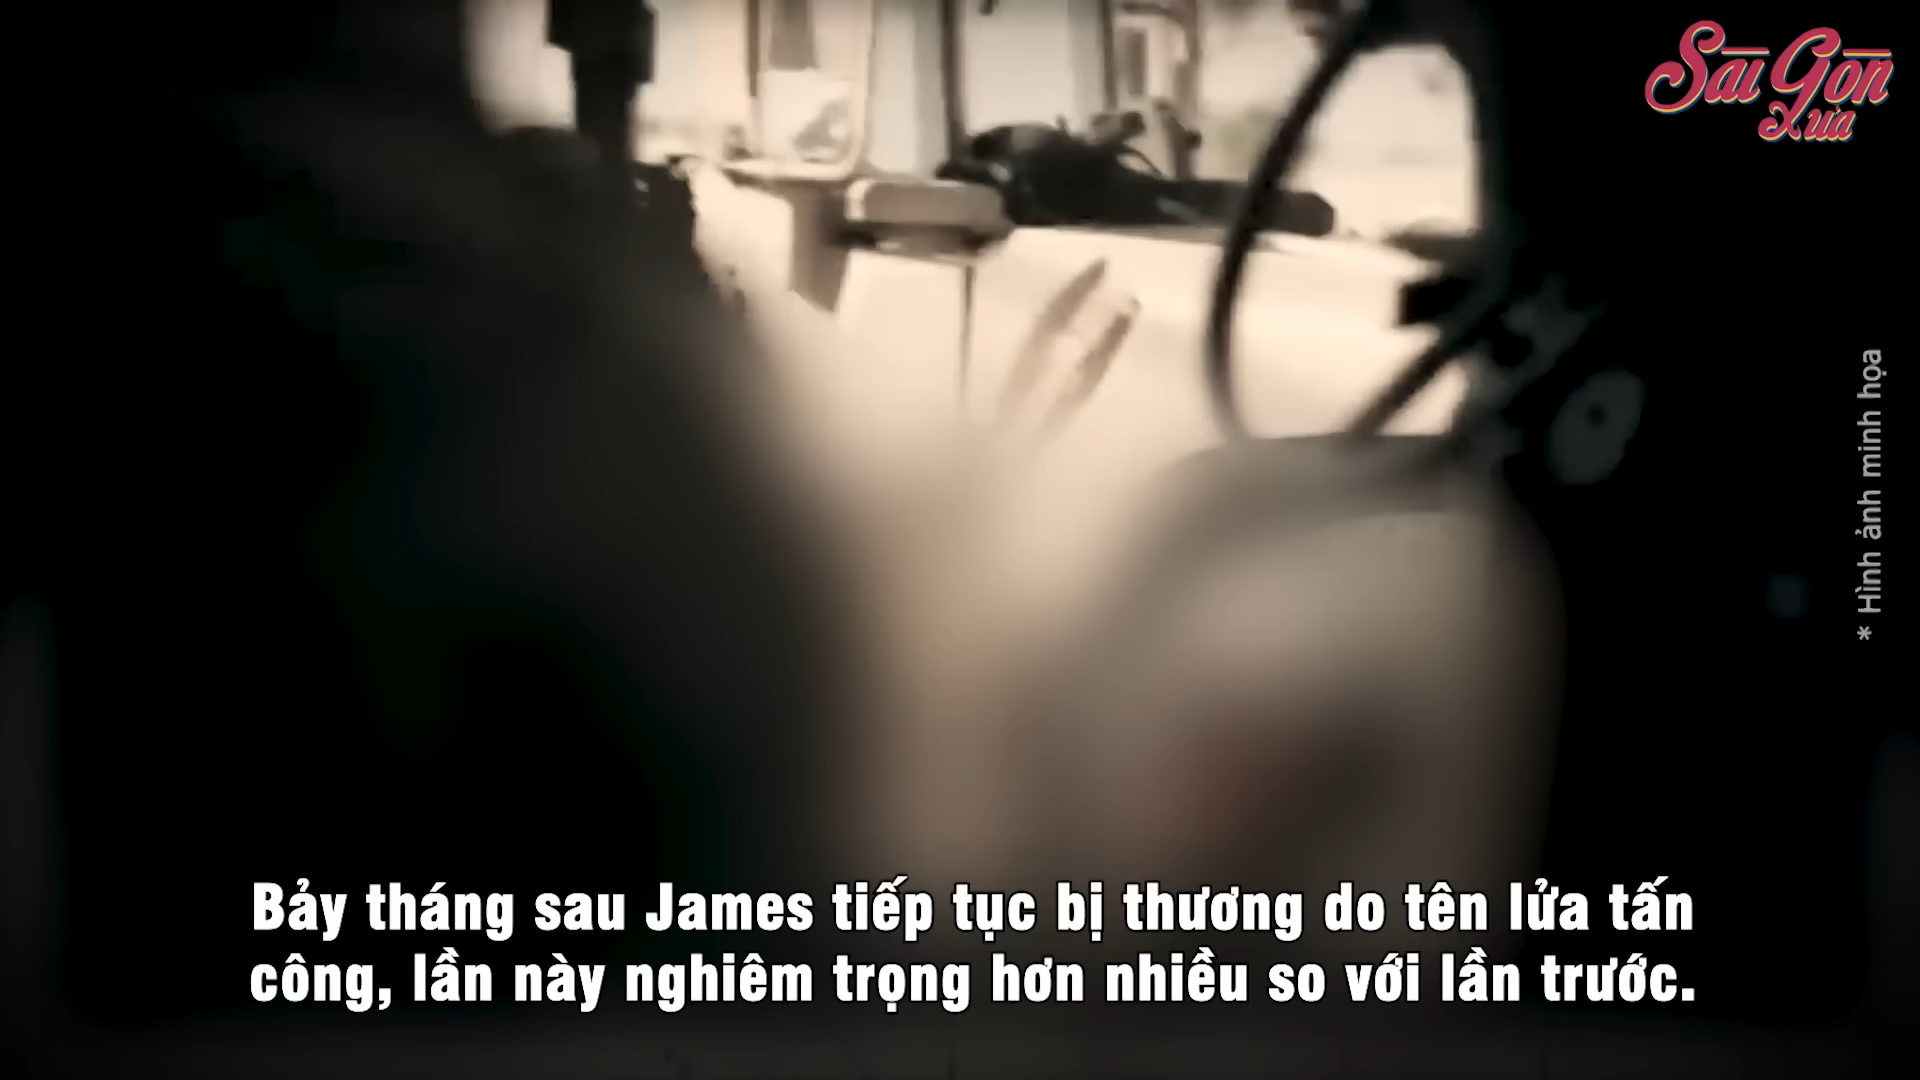 Sài Gòn
Xưa
* Hình ảnh minh họa
Bảy tháng sau James tiếp tục bị thương do tên lửa tấn
công, lần này nghiêm trọng hơn nhiều so với lần trước.